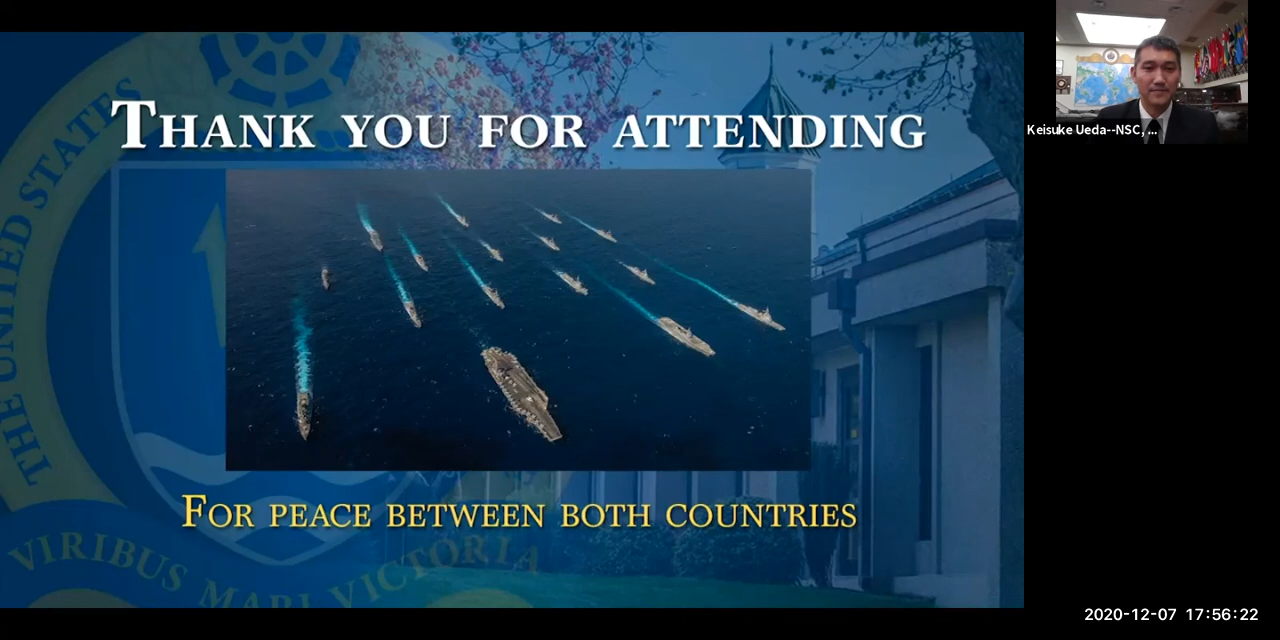 THANK YOU FOR ATTENDING
FOR PEACE BETWEEN BOTH COUNTRIES
THE UNITED STATES
VIRIBUS MARI VICTORIA
Keisuke Ueda--NSC, ...
2020-12-07 17:56:22